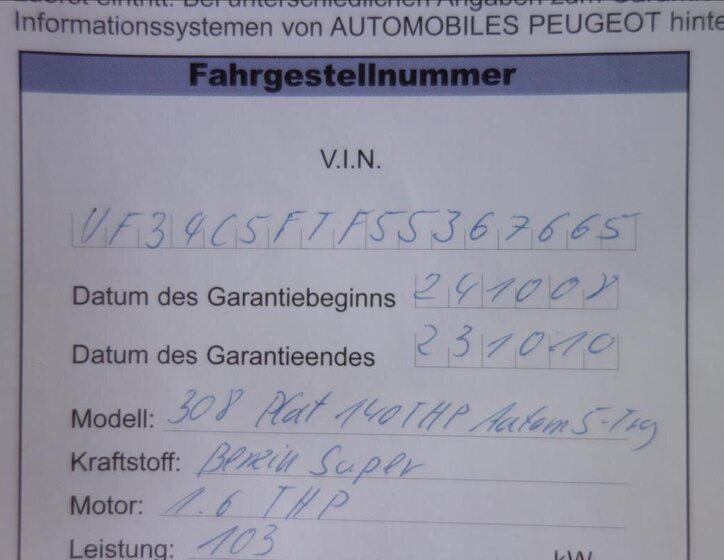 Informationssystemen von AUTOMOBILES PEUGEOT hinte
Fahrgestellnummer
V.I.N.
VF34C5FTF55367665
Datum des Garantiebeginns 241008
Datum des Garantieendes 231010
Modell: 308 Plat 140THP Autom 5-Trg
Kraftstoff: Benzin Super
Motor: 1.6 THP
Leistung: 103 kW